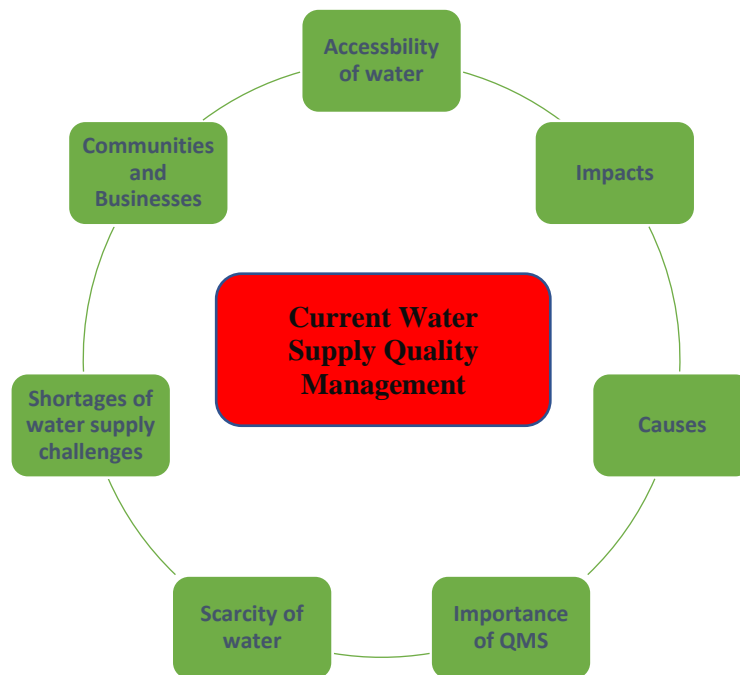 Accessbility
of water
Impacts
Causes
Importance
of QMS
Scarcity of
water
Shortages of
water supply
challenges
Communities
and
Businesses
Current Water
Supply Quality
Management